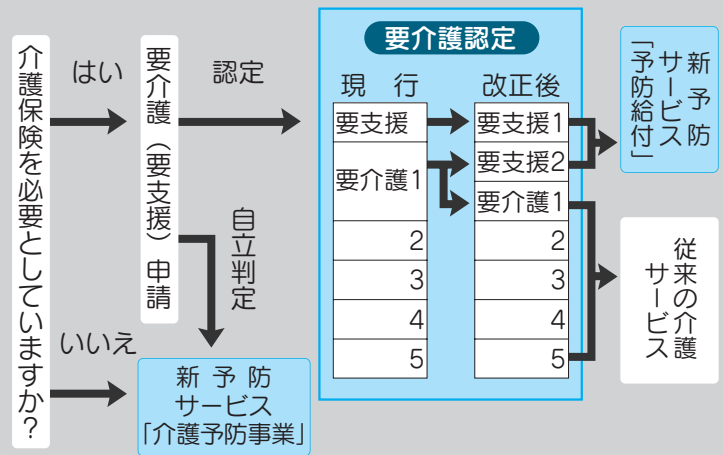 介護保険を必要としていますか?
はい
いいえ
要介護(要支援)申請
認定
自立判定
新予防
サービス
「介護予防事業」
要介護認定
現 行
要支援
要介護1
2
3
4
5
改正後
要支援1
要支援2
要介護1
2
3
4
5
新予防
サービス
「予防給付」
従来の介護
サービス